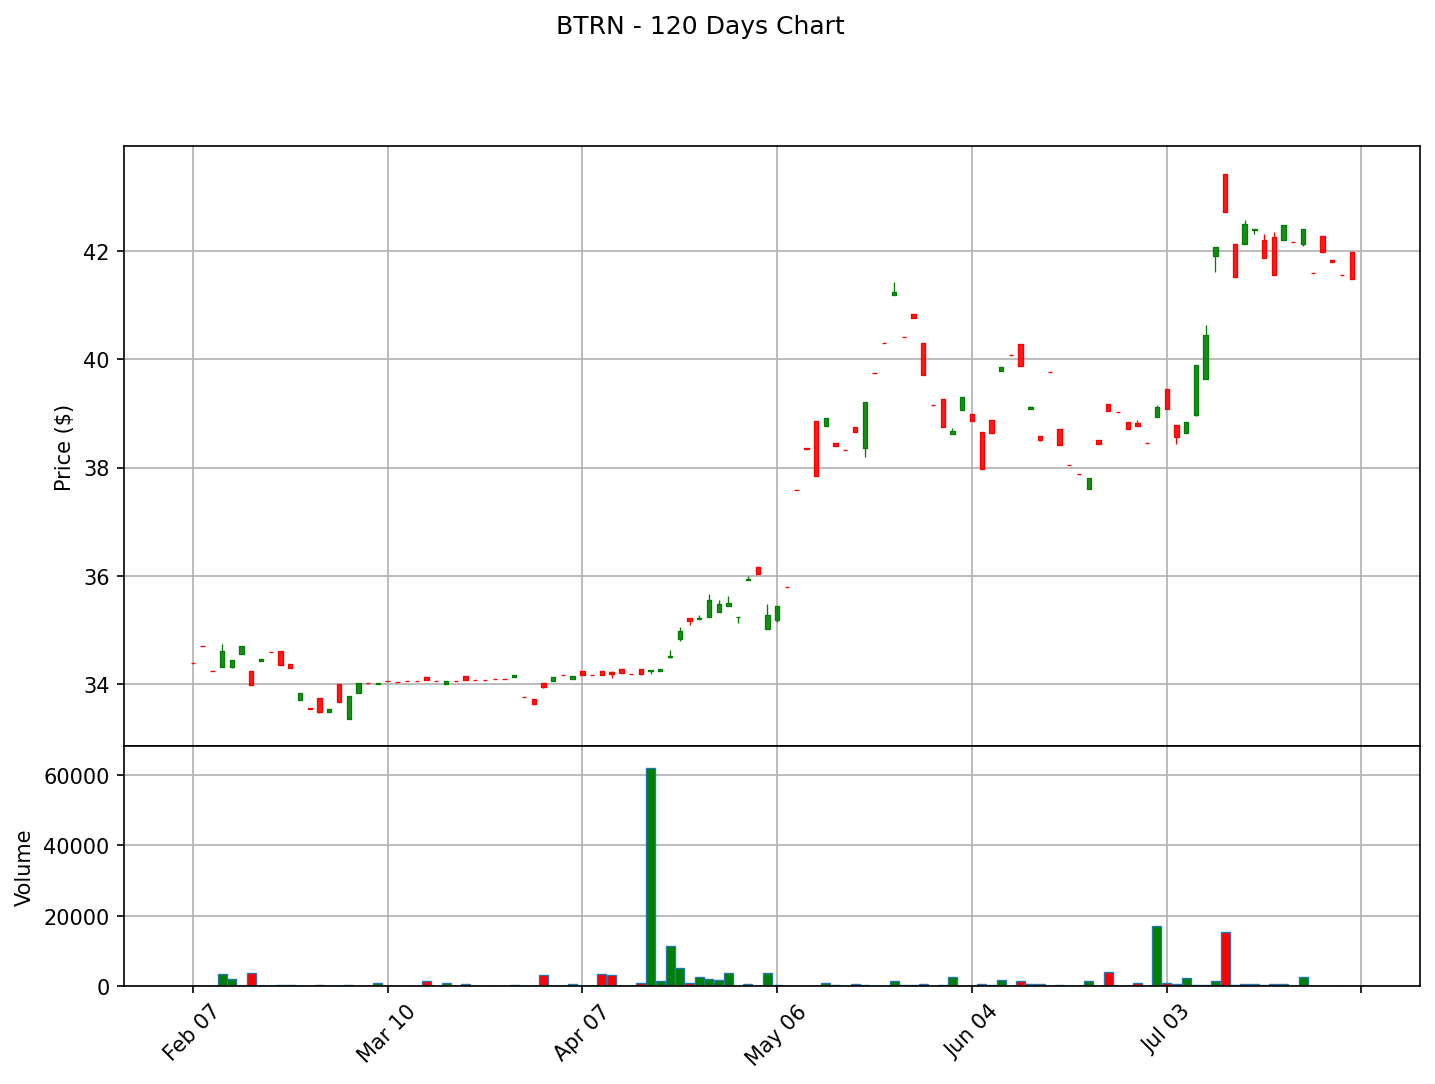 BTRN - 120 Days Chart
Price ($)
42
40
38
36
34
Volume
60000
40000
20000
0
Feb 07
Mar 10
Apr 07
May 06
Jun 04
Jul 03